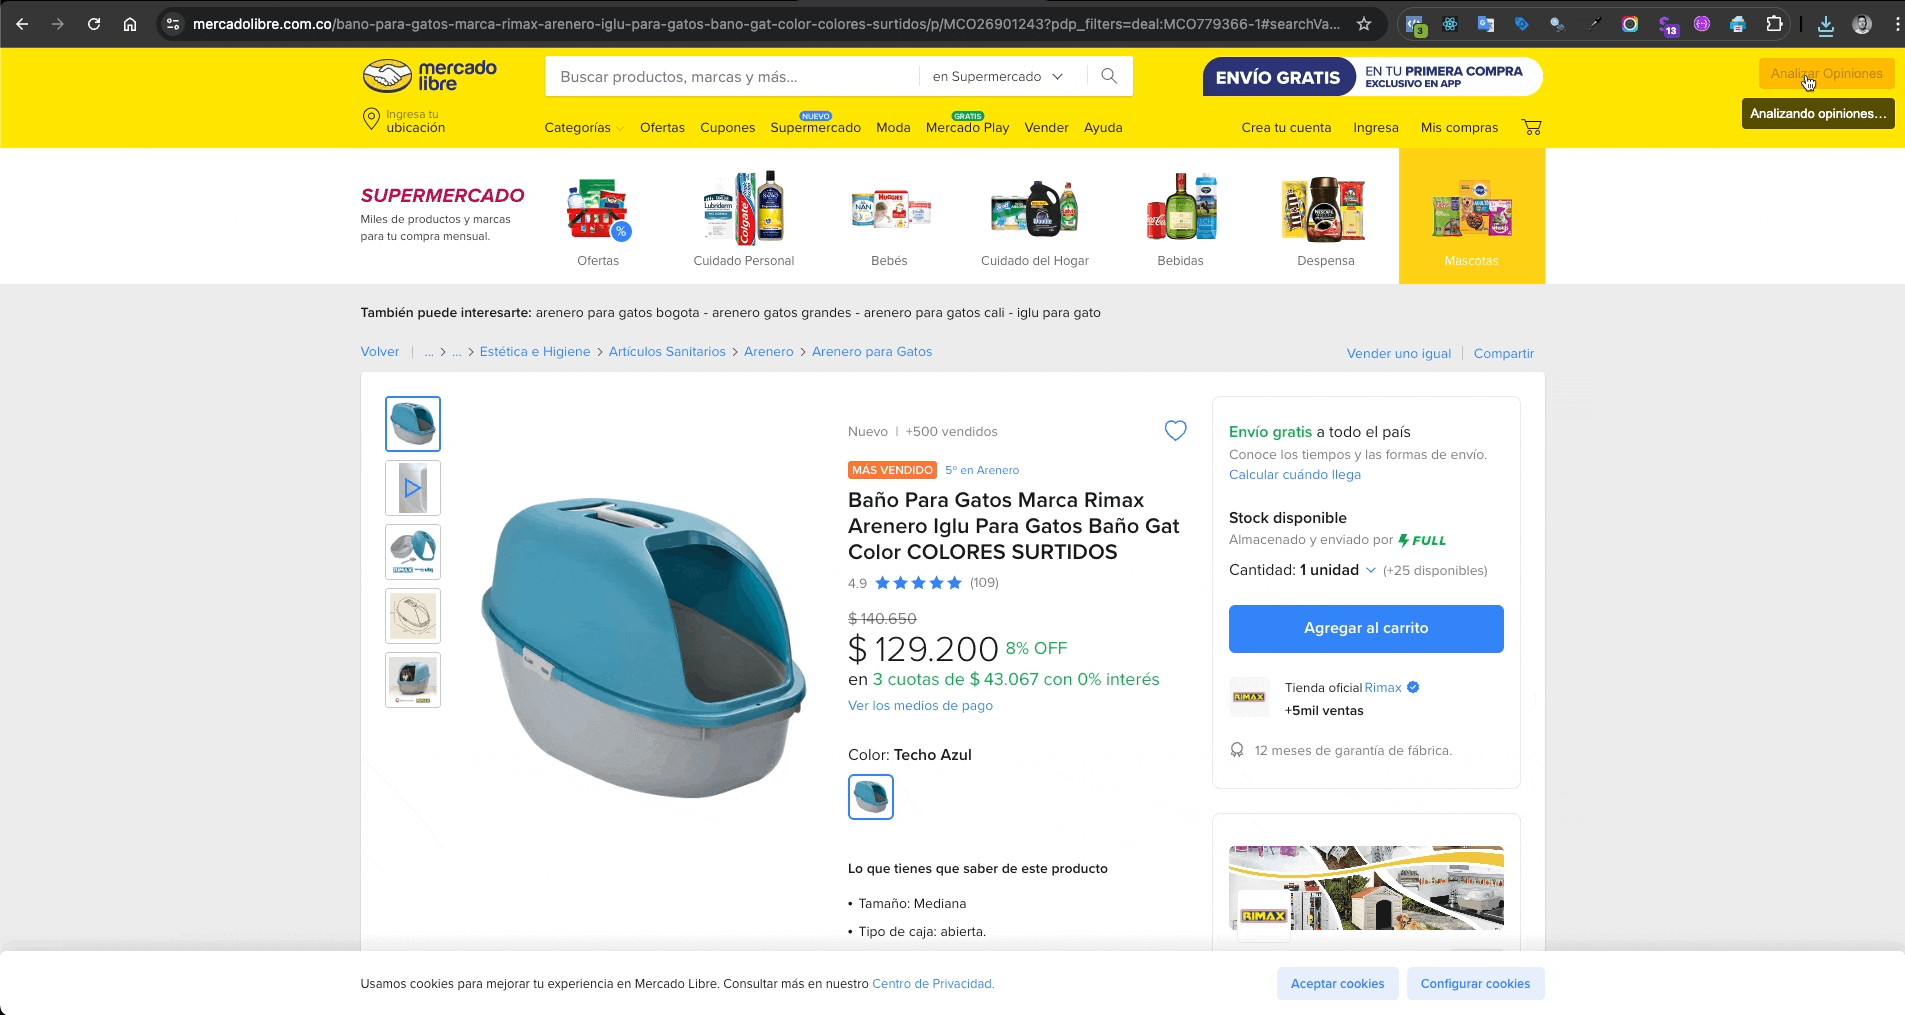 mercadolibre.com.co/bano-para-gatos-marca-rimax-arenero-iglu-para-gatos-bano-gat-color-colores-surtidos/p/MCO26901243?pdp_filters=deal:MCO779366-1#searchVa...
3
13
mercado
libre
Buscar productos, marcas y más...
en Supermercado
ENVÍO GRATIS
EN TU PRIMERA COMPRA
EXCLUSIVO EN APP
Analizar Opiniones
Analizando opiniones...
Ingresa tu
ubicación
NUEVO
GRATIS
Categorías Ofertas Cupones Supermercado Moda Mercado Play Vender Ayuda
Crea tu cuenta Ingresa Mis compras
SUPERMERCADO
Miles de productos y marcas
para tu compra mensual.
%
Lubriderm
Colgate
NAN
HUGGIES
Coca-Cola
m&m's
NESCAFÉ
Ofertas
Cuidado Personal
Bebés
Cuidado del Hogar
Bebidas
Despensa
Mascotas
También puede interesarte: arenero para gatos bogota - arenero gatos grandes - arenero para gatos cali - iglu para gato
Volver | ... > ... > Estética e Higiene > Artículos Sanitarios > Arenero > Arenero para Gatos
Vender uno igual | Compartir
Nuevo | +500 vendidos
MÁS VENDIDO 5º en Arenero
Baño Para Gatos Marca Rimax
Arenero Iglu Para Gatos Baño Gat
Color COLORES SURTIDOS
4.9 (109)
$ 140.650
$ 129.200 8% OFF
en 3 cuotas de $ 43.067 con 0% interés
Ver los medios de pago
Color: Techo Azul
Lo que tienes que saber de este producto
• Tamaño: Mediana
• Tipo de caja: abierta.
Envío gratis a todo el país
Conoce los tiempos y las formas de envío.
Calcular cuándo llega
Stock disponible
Almacenado y enviado por FULL
Cantidad: 1 unidad (+25 disponibles)
Agregar al carrito
RIMAX
Tienda oficial Rimax
+5mil ventas
12 meses de garantía de fábrica.
RIMAX
Usamos cookies para mejorar tu experiencia en Mercado Libre. Consultar más en nuestro Centro de Privacidad.
Aceptar cookies
Configurar cookies